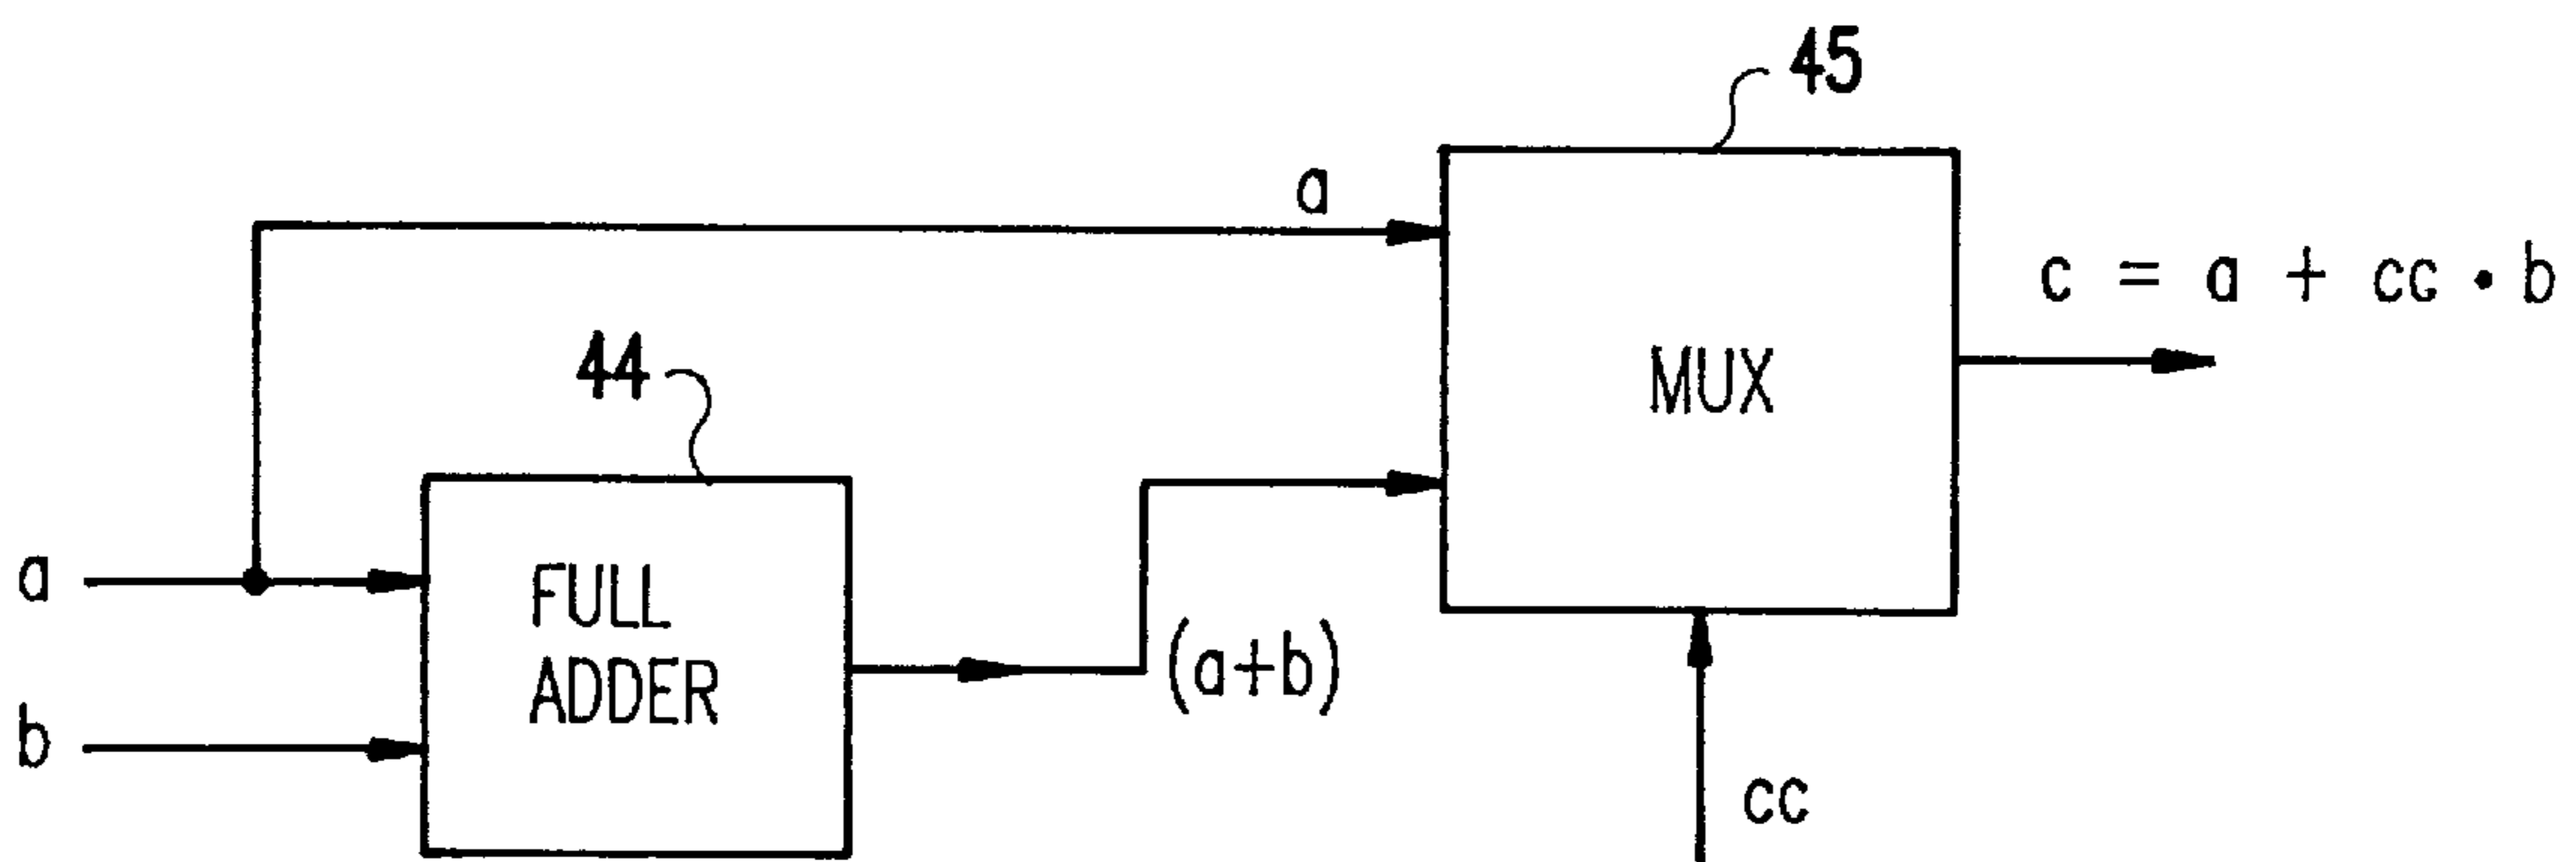 45
a
c = a + cc • b
MUX
44
a
FULL
ADDER
(a+b)
b
cc